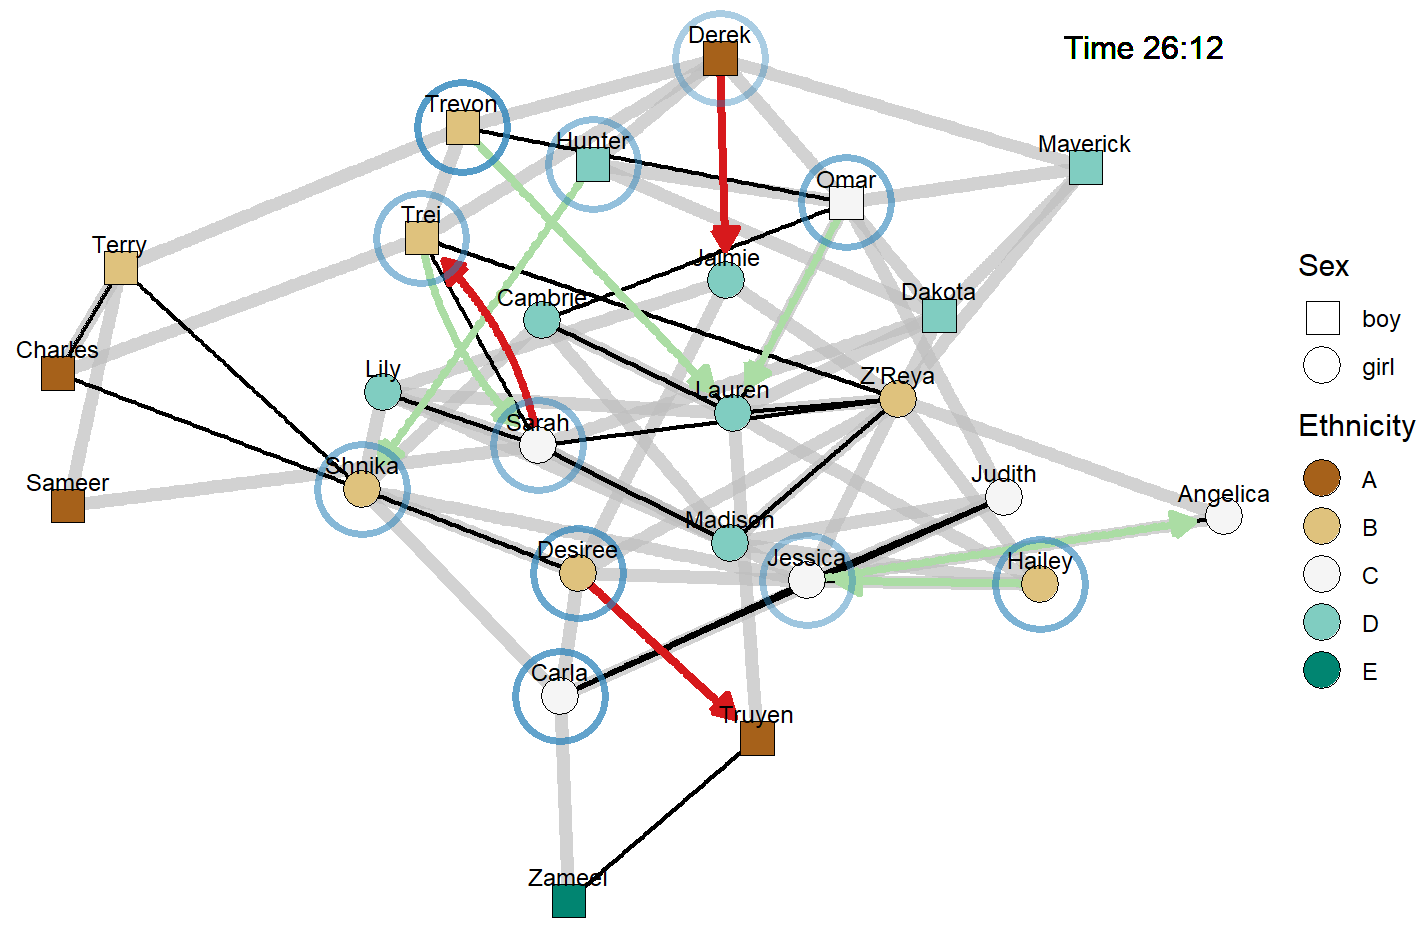 Derek
Time 26:12
Trevon
Hunter
Maverick
Omar
Trei
Terry
Jaimie
Sex
Dakota
Cambrie
boy
Charles
girl
Lily
Z'Reya
Lauren
Sarah
Ethnicity
Shnika
Judith
A
Sameer
Angelica
Madison
B
Desiree
Jessica
Hailey
C
D
Carla
E
Truyen
Zameel